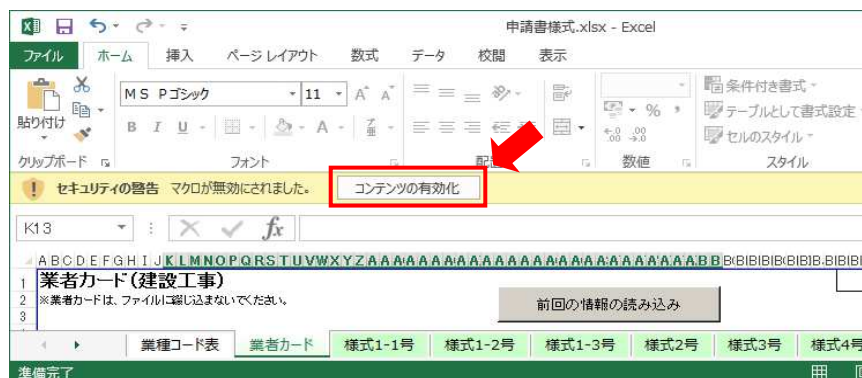 申請書様式.xlsx - Excel
ファイル ホーム 挿入 ページ レイアウト 数式 データ 校閲 表示
ＭＳ Ｐゴシック 11 A A 条件付き書式
貼り付け B I U A % テーブルとして書式設定
セルのスタイル
クリップボード フォント 数値 スタイル
セキュリティの警告 マクロが無効にされました。 コンテンツの有効化
K13 fx
A B C D E F G H I J K L M N O P Q R S T U V W X Y Z
1 業者カード(建設工事)
2 ※業者カードは、ファイルに綴じ込まないでください。 前回の情報の読み込み
3
業種コード表 業者カード 様式1-1号 様式1-2号 様式1-3号 様式2号 様式3号 様式4号
準備完了